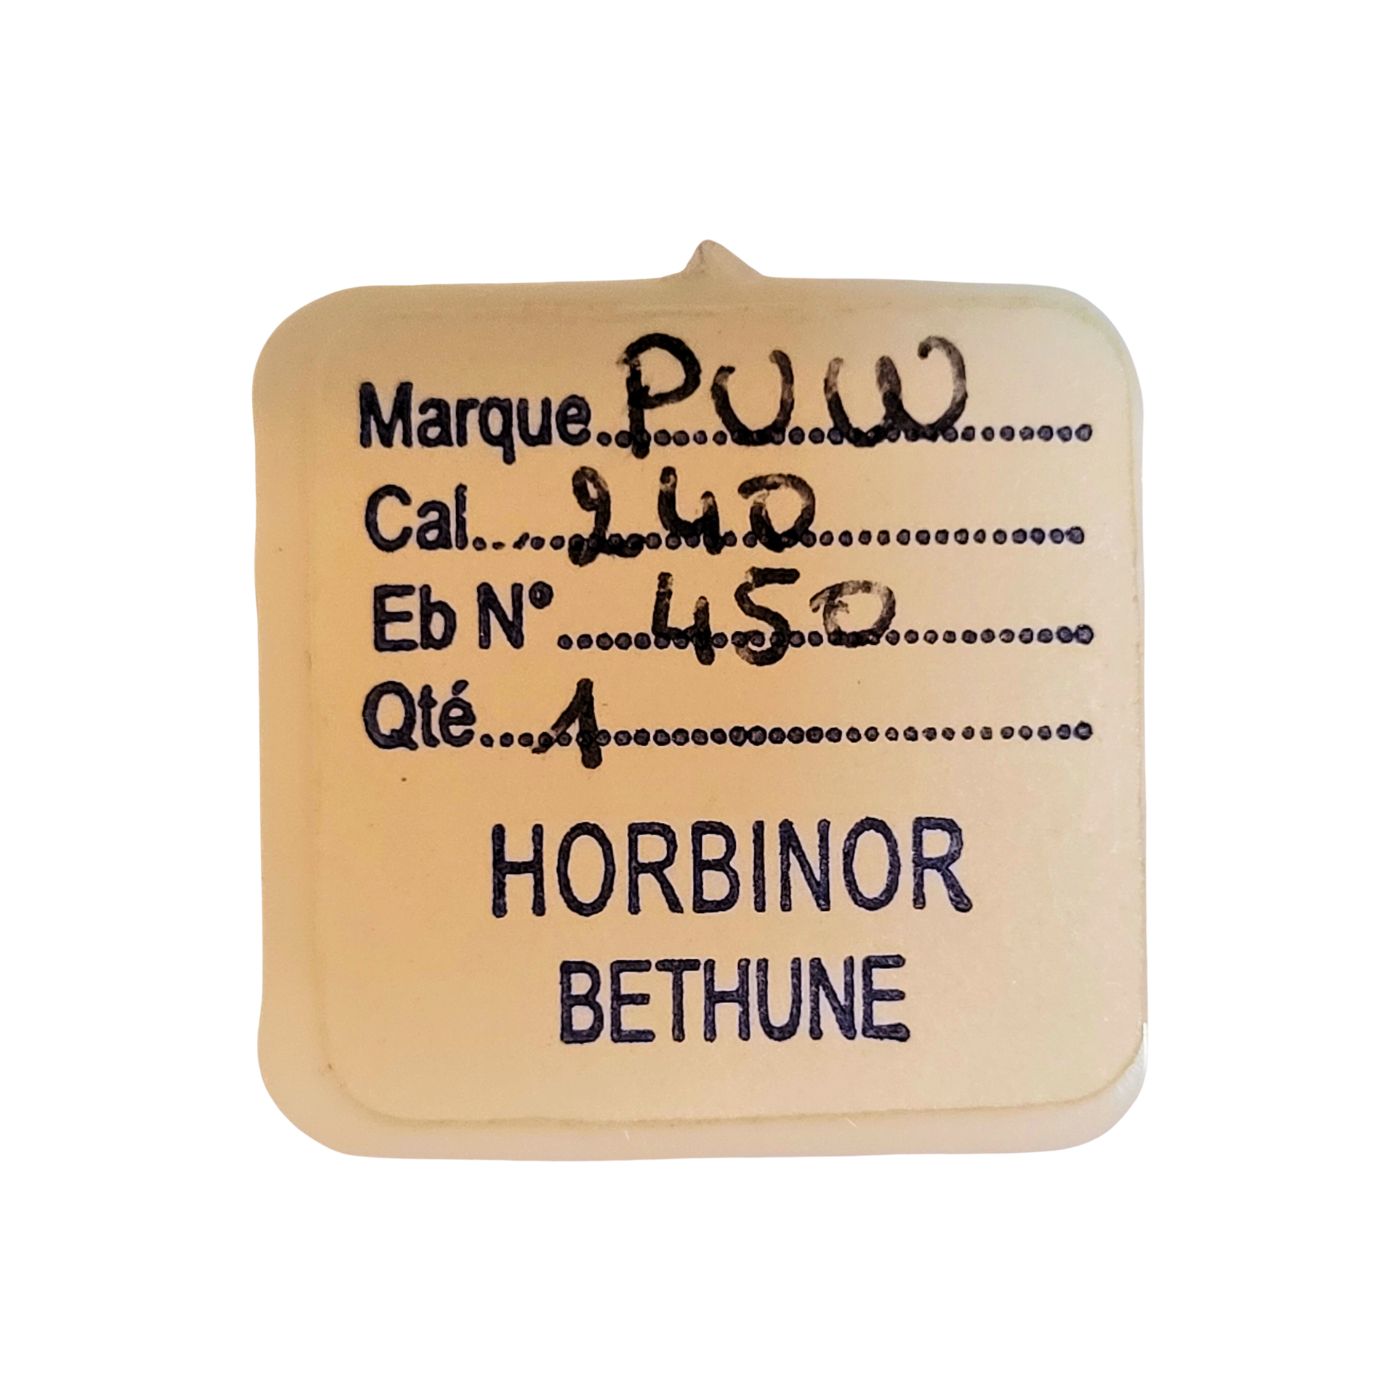 Marque PUW
Cal. 240
Eb N° 450
Qté 1
HORBINOR
BETHUNE